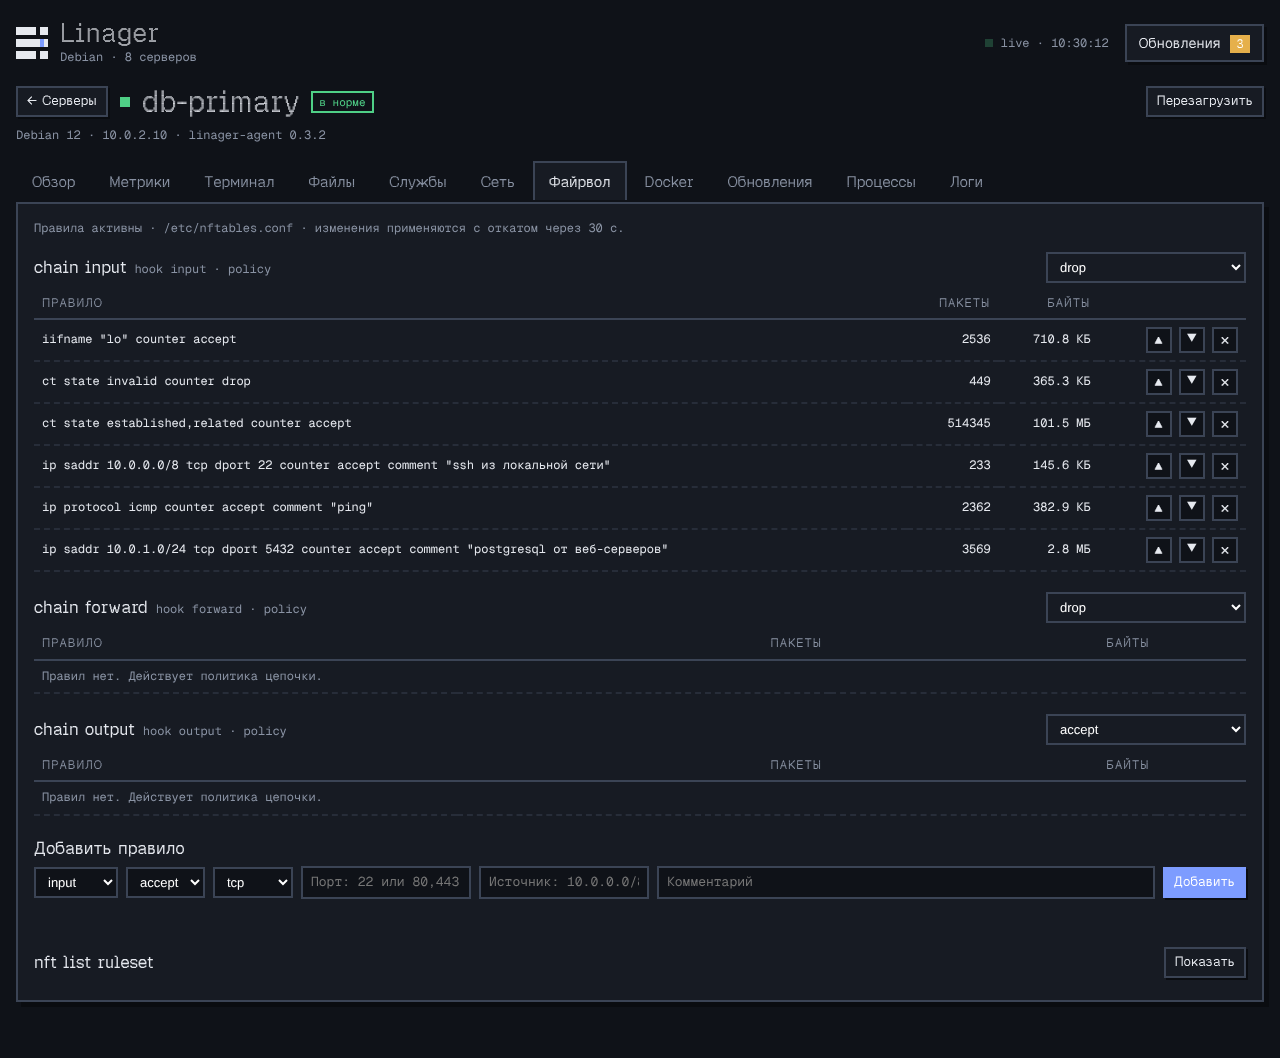 Linager
Debian · 8 серверов
live · 10:30:12
Обновления 3
← Серверы
db-primary
в норме
Перезагрузить
Debian 12 · 10.0.2.10 · linager-agent 0.3.2
Обзор Метрики Терминал Файлы Службы Сеть Файрвол Docker Обновления Процессы Логи
Правила активны · /etc/nftables.conf · изменения применяются с откатом через 30 с.
chain input hook input · policy drop
ПРАВИЛО ПАКЕТЫ БАЙТЫ
iifname "lo" counter accept 2536 710.8 КБ ▲ ▼ ×
ct state invalid counter drop 449 365.3 КБ ▲ ▼ ×
ct state established,related counter accept 514345 101.5 МБ ▲ ▼ ×
ip saddr 10.0.0.0/8 tcp dport 22 counter accept comment "ssh из локальной сети" 233 145.6 КБ ▲ ▼ ×
ip protocol icmp counter accept comment "ping" 2362 382.9 КБ ▲ ▼ ×
ip saddr 10.0.1.0/24 tcp dport 5432 counter accept comment "postgresql от веб-серверов" 3569 2.8 МБ ▲ ▼ ×
chain forward hook forward · policy drop
ПРАВИЛО ПАКЕТЫ БАЙТЫ
Правил нет. Действует политика цепочки.
chain output hook output · policy accept
ПРАВИЛО ПАКЕТЫ БАЙТЫ
Правил нет. Действует политика цепочки.
Добавить правило
input accept tcp Порт: 22 или 80,443 Источник: 10.0.0.0/ Комментарий Добавить
nft list ruleset Показать